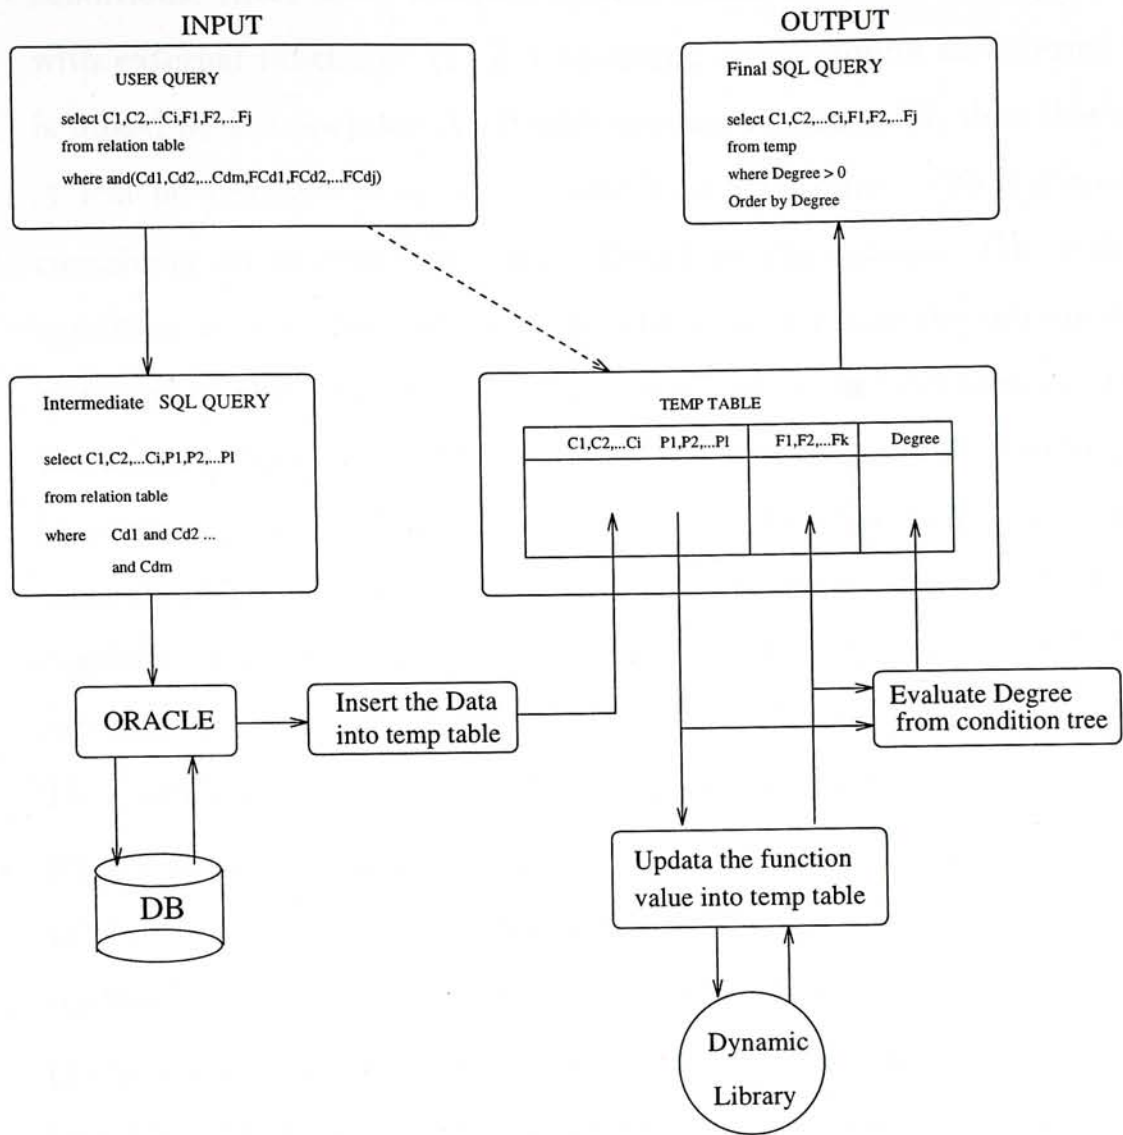 INPUT
USER QUERY
select C1,C2,...Ci,F1,F2,...Fj
from relation table
where and(Cd1,Cd2,...Cdm,FCd1,FCd2,...FCdj)
OUTPUT
Final SQL QUERY
select C1,C2,...Ci,F1,F2,...Fj
from temp
where Degree > 0
Order by Degree
Intermediate SQL QUERY
select C1,C2,...Ci,P1,P2,...Pl
from relation table
where Cd1 and Cd2 ...
and Cdm
TEMP TABLE
C1,C2,...Ci P1,P2,...Pl F1,F2,...Fk Degree
ORACLE
Insert the Data
into temp table
Evaluate Degree
from condition tree
DB
Updata the function
value into temp table
Dynamic
Library